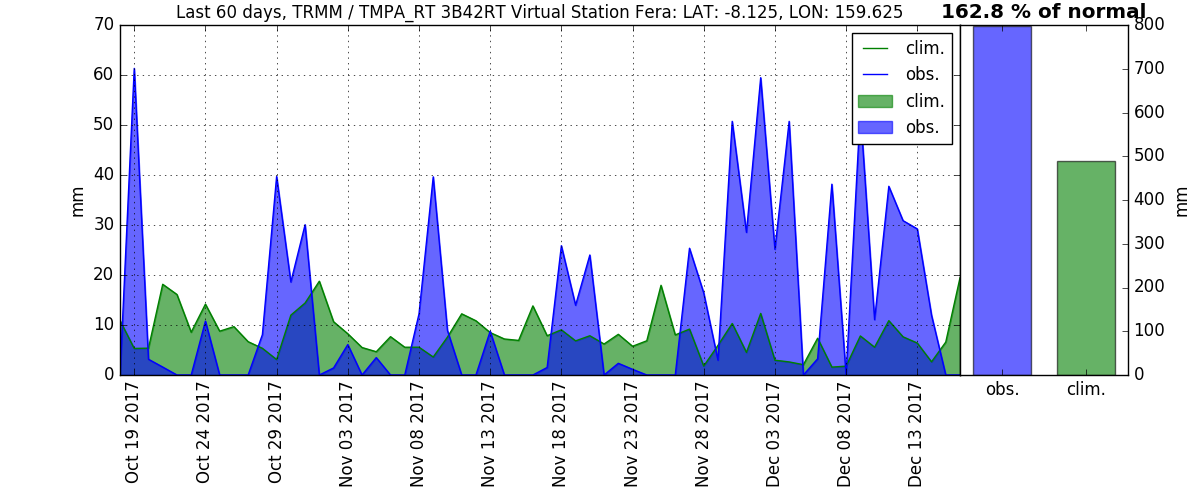 Last 60 days, TRMM / TMPA_RT 3B42RT Virtual Station Fera: LAT: -8.125, LON: 159.625
162.8 % of normal
70
60
50
40
30
20
10
0
mm
clim.
obs.
clim.
obs.
800
700
600
500
400
300
200
100
0
mm
obs.
clim.
Oct 19 2017
Oct 24 2017
Oct 29 2017
Nov 03 2017
Nov 08 2017
Nov 13 2017
Nov 18 2017
Nov 23 2017
Nov 28 2017
Dec 03 2017
Dec 08 2017
Dec 13 2017